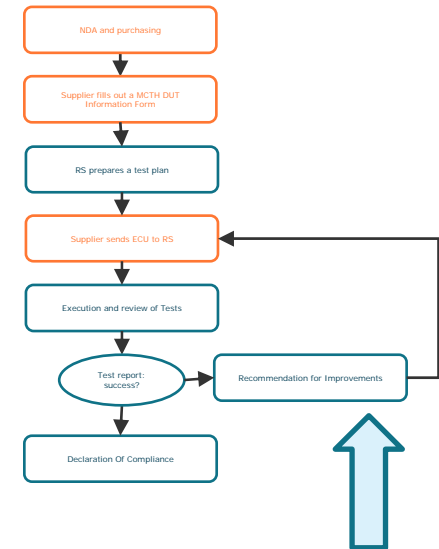 NDA and purchasing
Supplier fills out a MCTH DUT
Information Form
RS prepares a test plan
Supplier sends ECU to RS
Execution and review of Tests
Test report:
success?
Recommendation for Improvements
Declaration Of Compliance